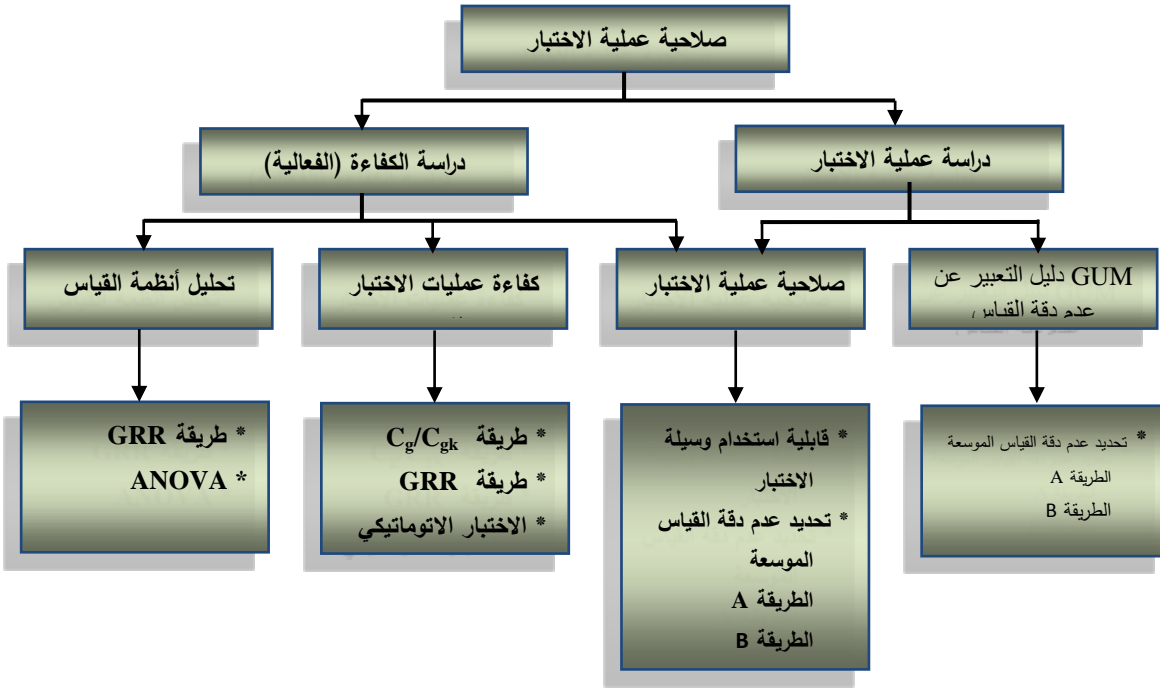 صلاحية عملية الاختبار
دراسة عملية الاختبار
دراسة الكفاءة (الفعالية)
GUM دليل التعبير عن
عدم دقة القياس
صلاحية عملية الاختبار
كفاءة عمليات الاختبار
تحليل أنظمة القياس
* تحديد عدم دقة القياس الموسعة
الطريقة A
الطريقة B
* قابلية استخدام وسيلة
الاختبار
* تحديد عدم دقة القياس
الموسعة
الطريقة A
الطريقة B
* طريقة Cg/Cgk
* طريقة GRR
* الاختبار الاتوماتيكي
* طريقة GRR
* ANOVA